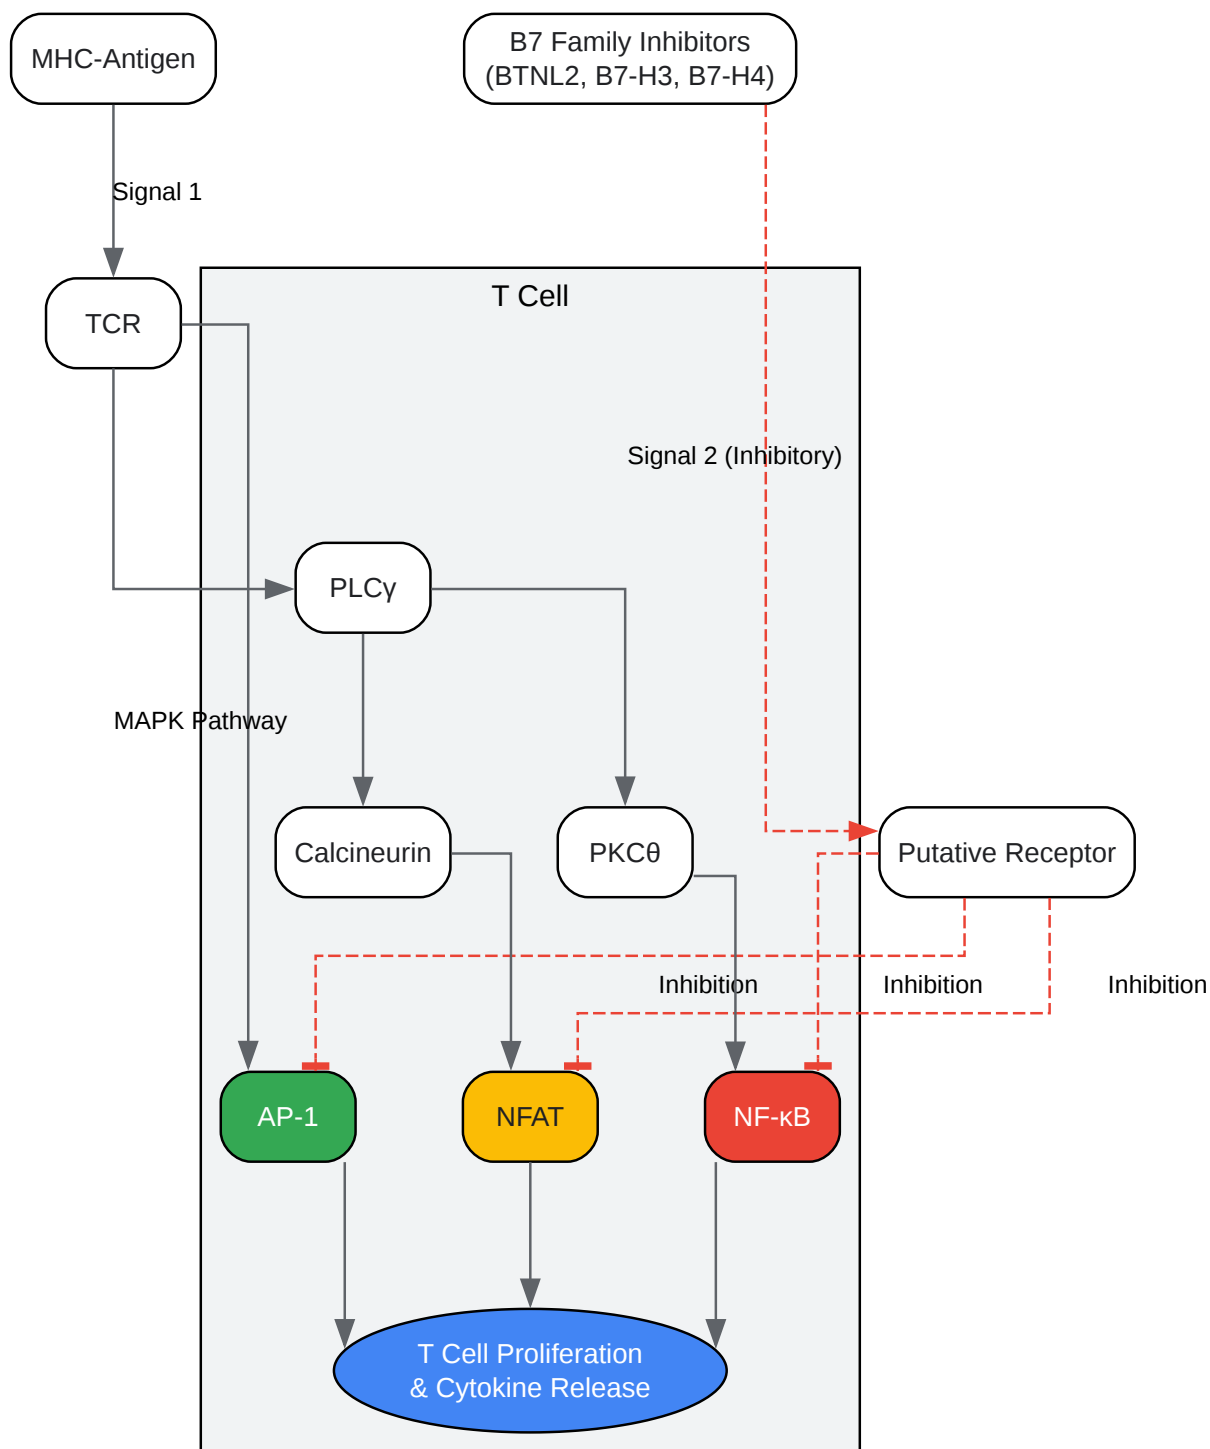 MHC-Antigen
B7 Family Inhibitors
(BTNL2, B7-H3, B7-H4)
Signal 1
T Cell
TCR
Signal 2 (Inhibitory)
PLCγ
MAPK Pathway
Calcineurin
PKCθ
Putative Receptor
Inhibition
Inhibition
Inhibition
AP-1
NFAT
NF-κB
T Cell Proliferation
& Cytokine Release